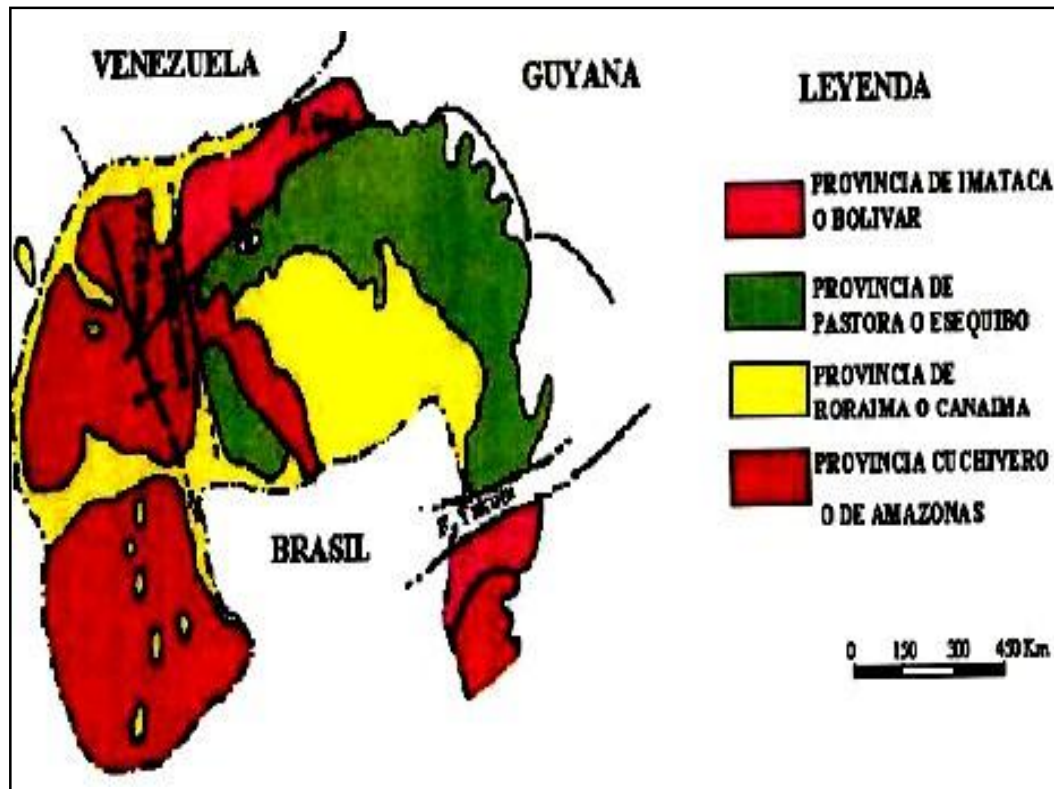 VENEZUELA
GUYANA
LEYENDA
PROVINCIA DE IMATACA
O BOLIVAR
PROVINCIA DE
PASTORA O ESEQUIBO
PROVINCIA DE
RORAIMA O CANAIMA
PROVINCIA CUCHIVERO
O DE AMAZONAS
BRASIL
0 150 300 450 Km.